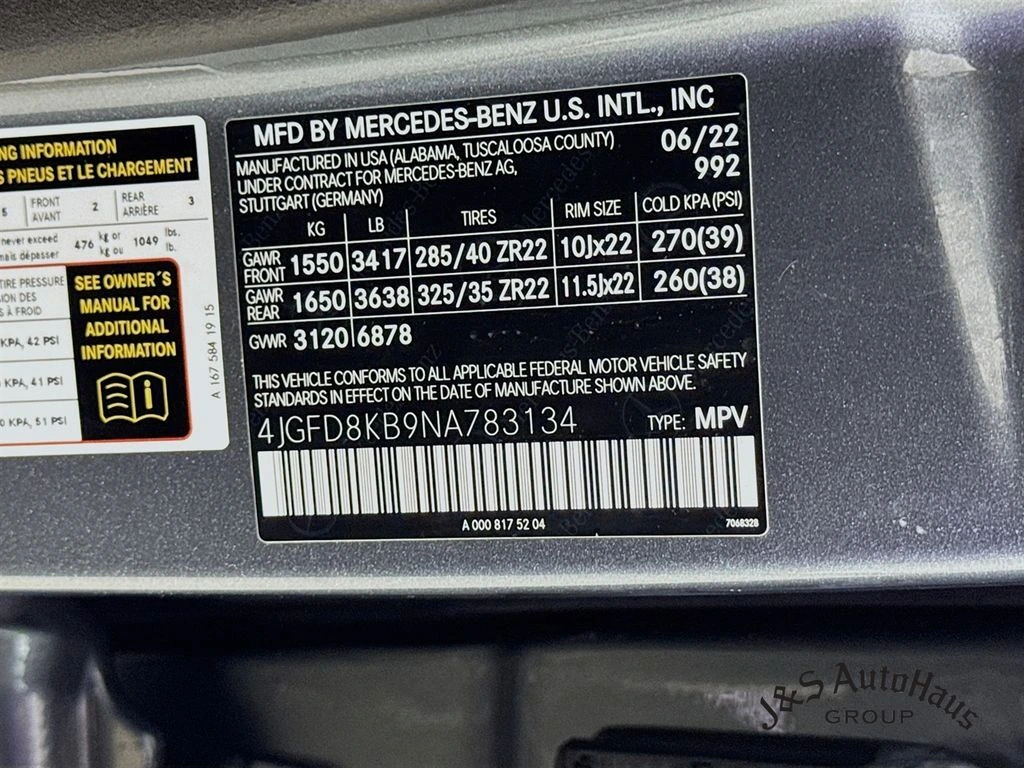 NG INFORMATION
S PNEUS ET LE CHARGEMENT
5 FRONT AVANT 2 REAR ARRIÈRE 3
never exceed 476 kg or kg ou 1049 lbs. lb.
mais dépasser
TIRE PRESSURE
SION DES
S À FROID
KPA, 42 PSI
KPA, 41 PSI
0 KPA, 51 PSI
SEE OWNER'S
MANUAL FOR
ADDITIONAL
INFORMATION
A 167 584 19 15
MFD BY MERCEDES-BENZ U.S. INTL., INC
MANUFACTURED IN USA (ALABAMA, TUSCALOOSA COUNTY) 06/22
UNDER CONTRACT FOR MERCEDES-BENZ AG, 992
STUTTGART (GERMANY)
KG LB TIRES RIM SIZE COLD KPA (PSI)
GAWR FRONT 1550 3417 285/40 ZR22 10Jx22 270(39)
GAWR REAR 1650 3638 325/35 ZR22 11.5Jx22 260(38)
GVWR 3120 6878
THIS VEHICLE CONFORMS TO ALL APPLICABLE FEDERAL MOTOR VEHICLE SAFETY
STANDARDS IN EFFECT ON THE DATE OF MANUFACTURE SHOWN ABOVE.
4JGFD8KB9NA783134 TYPE: MPV
A 000 817 52 04
7068328
J&S AutoHaus
GROUP